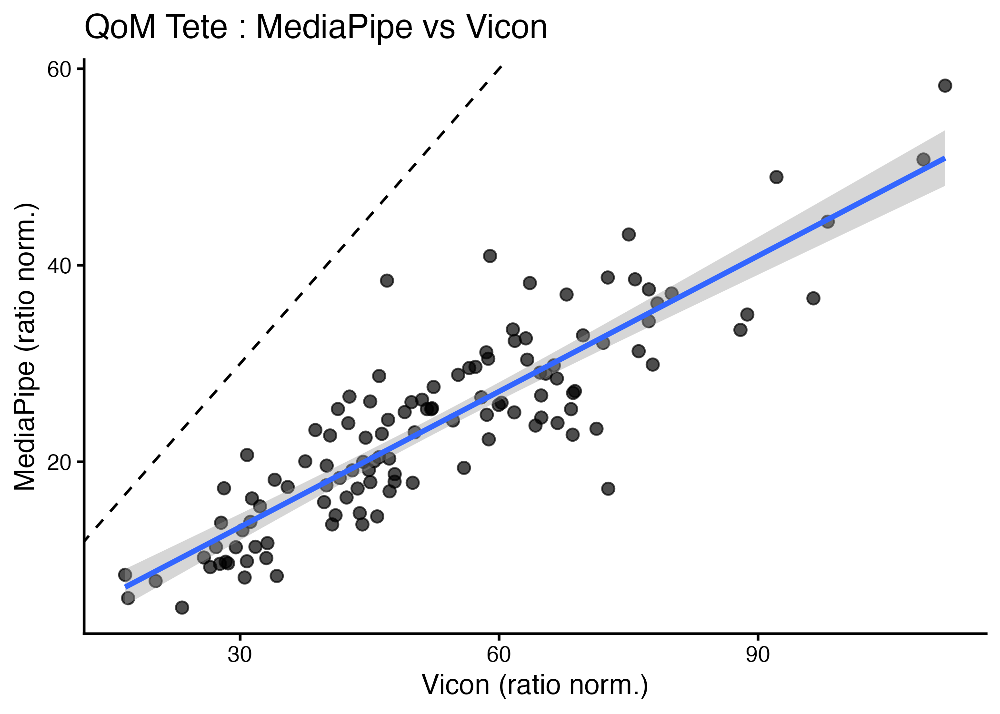 QoM Tete : MediaPipe vs Vicon
60
40
20
MediaPipe (ratio norm.)
30 60 90
Vicon (ratio norm.)